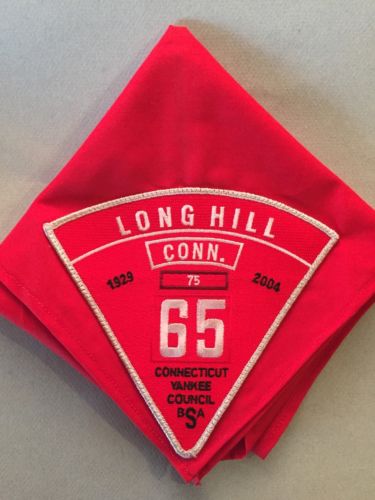 LONG HILL
CONN.
1929 75 2004
65
CONNECTICUT
YANKEE
COUNCIL
BSA